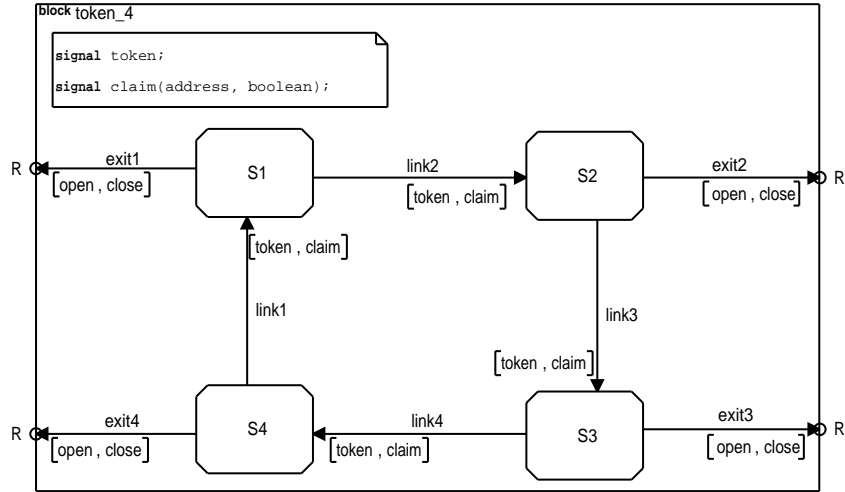 block token_4
signal token;
signal claim(address, boolean);
R exit1 S1 link2 S2 exit2 R
[open , close] [token , claim] [open , close]
[token , claim]
link1 link3
[token , claim]
R exit4 S4 link4 S3 exit3 R
[open , close] [token , claim] [open , close]